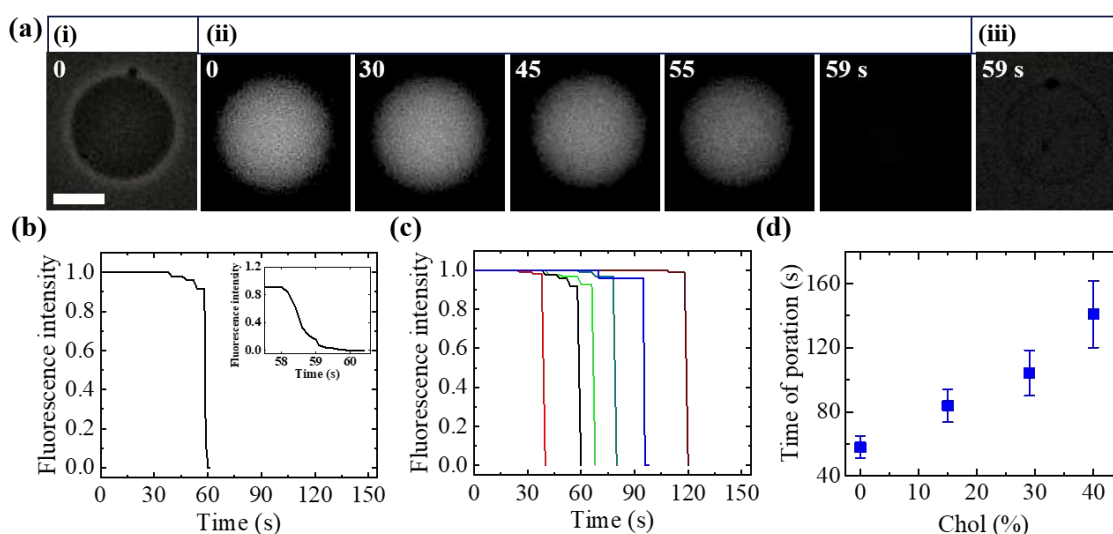 (a)
(i)
(ii)
(iii)
0
0
30
45
55
59 s
59 s
(b)
Fluorescence intensity
1.0
0.8
0.6
0.4
0.2
0.0
0 30 60 90 120 150
Time (s)
Fluorescence intensity
1.2
0.8
0.4
0.0
58 59 60
Time (s)
(c)
Fluorescence intensity
1.0
0.8
0.6
0.4
0.2
0.0
0 30 60 90 120 150
Time (s)
(d)
Time of poration (s)
160
120
80
40
0 10 20 30 40
Chol (%)